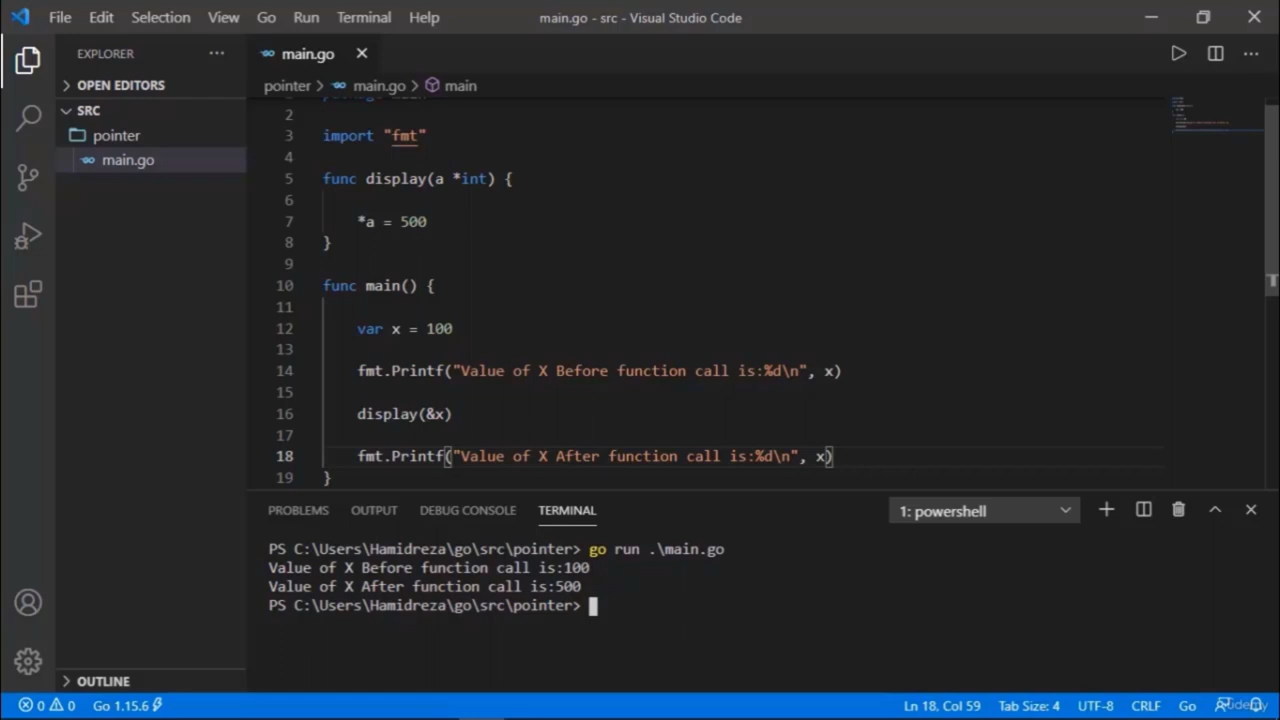 File Edit Selection View Go Run Terminal Help main.go - src - Visual Studio Code
EXPLORER
OPEN EDITORS
SRC
pointer
main.go
main.go
pointer > main.go > main
2
3 import "fmt"
4
5 func display(a *int) {
6
7 *a = 500
8 }
9
10 func main() {
11
12 var x = 100
13
14 fmt.Printf("Value of X Before function call is:%d\n", x)
15
16 display(&x)
17
18 fmt.Printf("Value of X After function call is:%d\n", x)
19 }
PROBLEMS OUTPUT DEBUG CONSOLE TERMINAL 1: powershell
PS C:\Users\Hamidreza\go\src\pointer> go run .\main.go
Value of X Before function call is:100
Value of X After function call is:500
PS C:\Users\Hamidreza\go\src\pointer>
OUTLINE
0 0 Go 1.15.6 Ln 18, Col 59 Tab Size: 4 UTF-8 CRLF Go